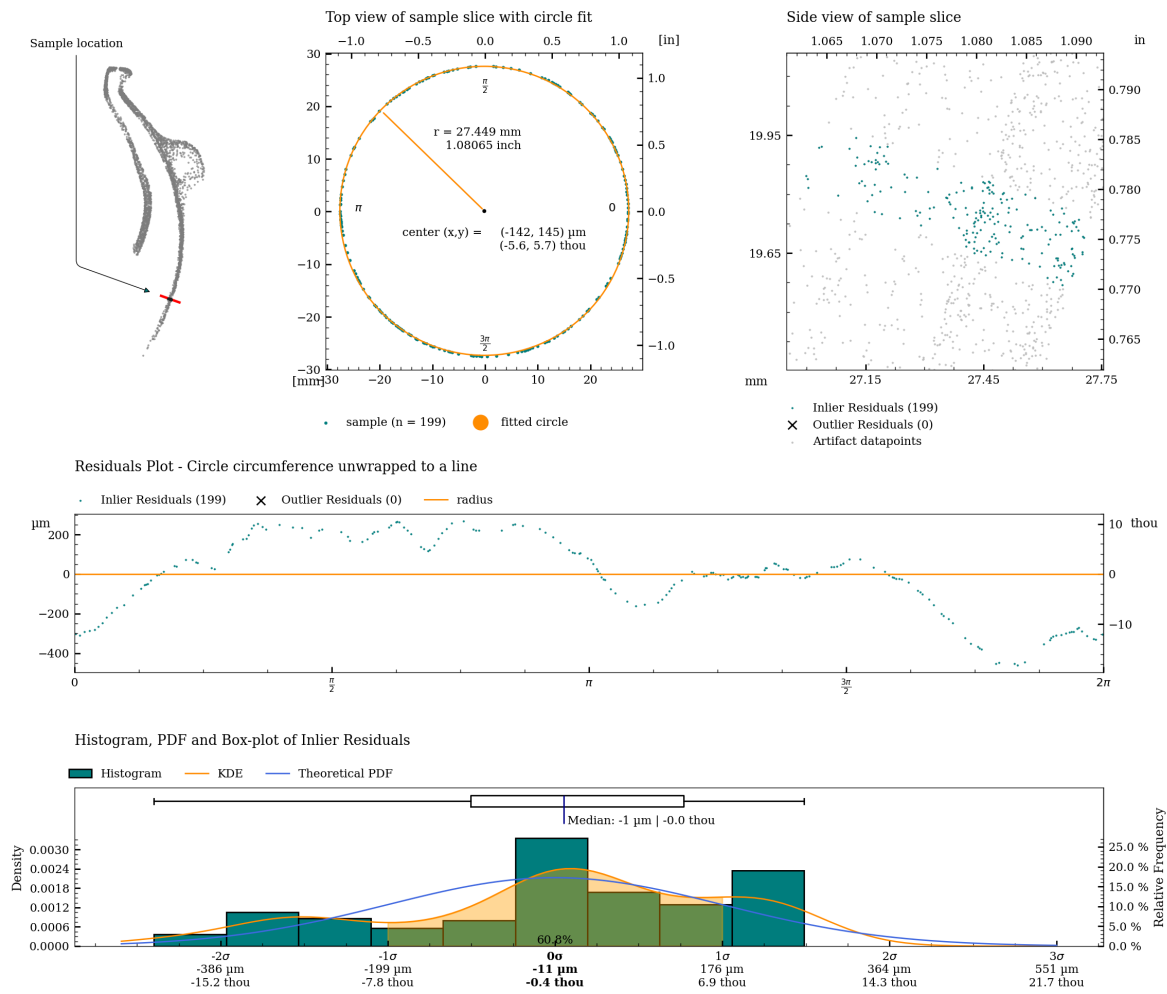 Top view of sample slice with circle fit
Side view of sample slice
Sample location
−1.0 −0.5 0.0 0.5 1.0 [in]
1.065 1.070 1.075 1.080 1.085 1.090 in
30
20
10
0
−10
−20
−30
1.0
0.5
0.0
−0.5
−1.0
π/2
r = 27.449 mm
1.08065 inch
π
0
center (x,y) = (-142, 145) µm
(-5.6, 5.7) thou
3π/2
[mm] −30 −20 −10 0 10 20
19.95
19.65
0.790
0.785
0.780
0.775
0.770
0.765
mm 27.15 27.45 27.75
sample (n = 199) fitted circle
Inlier Residuals (199)
Outlier Residuals (0)
Artifact datapoints
Residuals Plot - Circle circumference unwrapped to a line
Inlier Residuals (199) Outlier Residuals (0) radius
µm
200
0
−200
−400
10 thou
0
−10
0 π/2 π 3π/2 2π
Histogram, PDF and Box-plot of Inlier Residuals
Histogram KDE Theoretical PDF
Median: -1 µm | -0.0 thou
Density
0.0030
0.0024
0.0018
0.0012
0.0006
0.0000
Relative Frequency
25.0 %
20.0 %
15.0 %
10.0 %
5.0 %
0.0 %
60.8%
-2σ -1σ 0σ 1σ 2σ 3σ
-386 µm -199 µm -11 µm 176 µm 364 µm 551 µm
-15.2 thou -7.8 thou -0.4 thou 6.9 thou 14.3 thou 21.7 thou